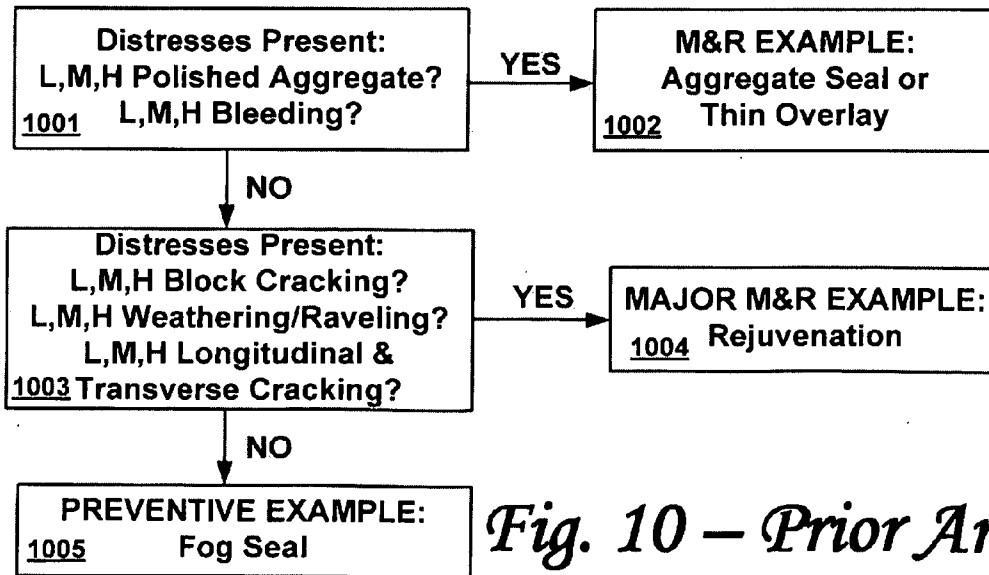 Distresses Present:
L,M,H Polished Aggregate?
L,M,H Bleeding?
1001
YES
M&R EXAMPLE:
Aggregate Seal or
Thin Overlay
1002
NO
Distresses Present:
L,M,H Block Cracking?
L,M,H Weathering/Raveling?
L,M,H Longitudinal &
Transverse Cracking?
1003
YES
MAJOR M&R EXAMPLE:
Rejuvenation
1004
NO
PREVENTIVE EXAMPLE:
Fog Seal
1005
Fig. 10 – Prior Ar